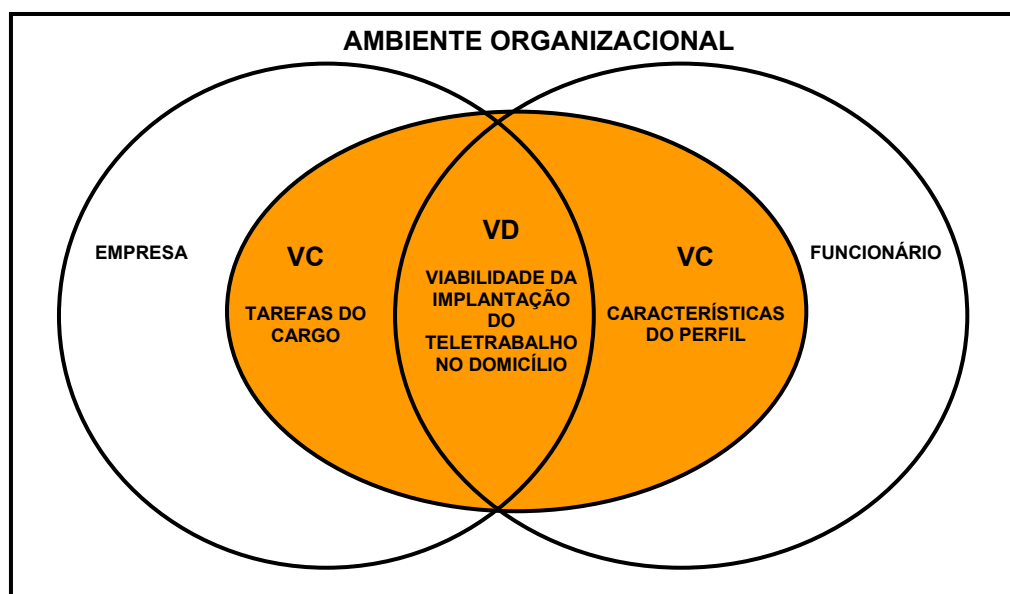 AMBIENTE ORGANIZACIONAL
EMPRESA
VC
TAREFAS DO
CARGO
VD
VIABILIDADE DA
IMPLANTAÇÃO
DO
TELETRABALHO
NO DOMICÍLIO
VC
CARACTERÍSTICAS
DO PERFIL
FUNCIONÁRIO